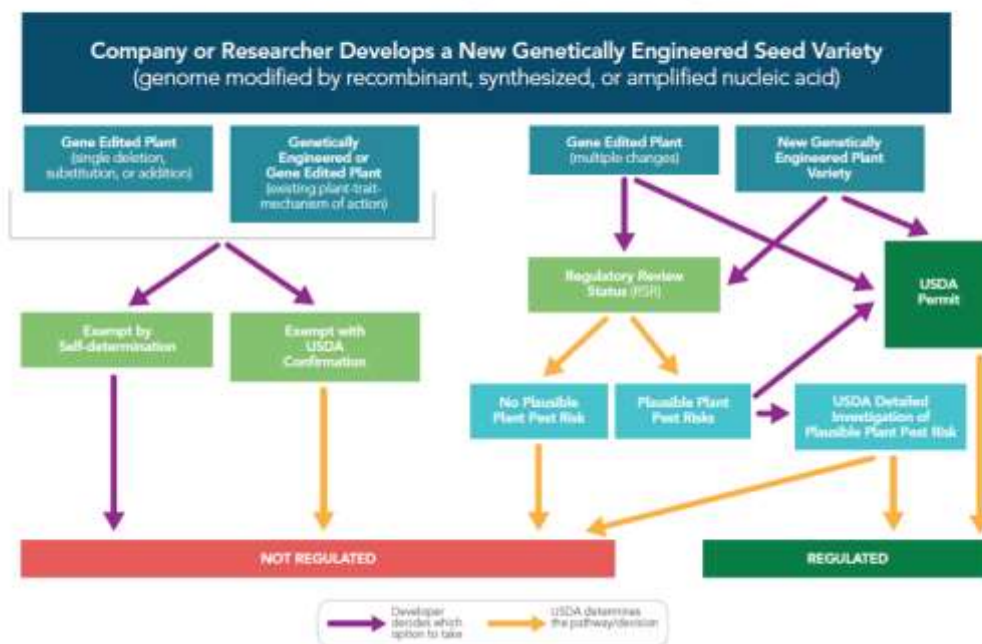 Company or Researcher Develops a New Genetically Engineered Seed Variety
(genome modified by recombinant, synthesized, or amplified nucleic acid)
Gene Edited Plant
(single deletion,
substitution, or addition)
Genetically
Engineered or
Gene Edited Plant
(existing plant-trait-
mechanism of action)
Gene Edited Plant
(multiple changes)
New Genetically
Engineered Plant
Variety
Regulatory Review
Status (RSR)
USDA
Permit
Exempt by
Self-determination
Exempt with
USDA
Confirmation
No Plausible
Plant Pest Risk
Plausible Plant
Pest Risks
USDA Detailed
Investigation of
Plausible Plant Pest Risk
NOT REGULATED
REGULATED
Developer
decides which
option to take
USDA determines
the pathway/decision